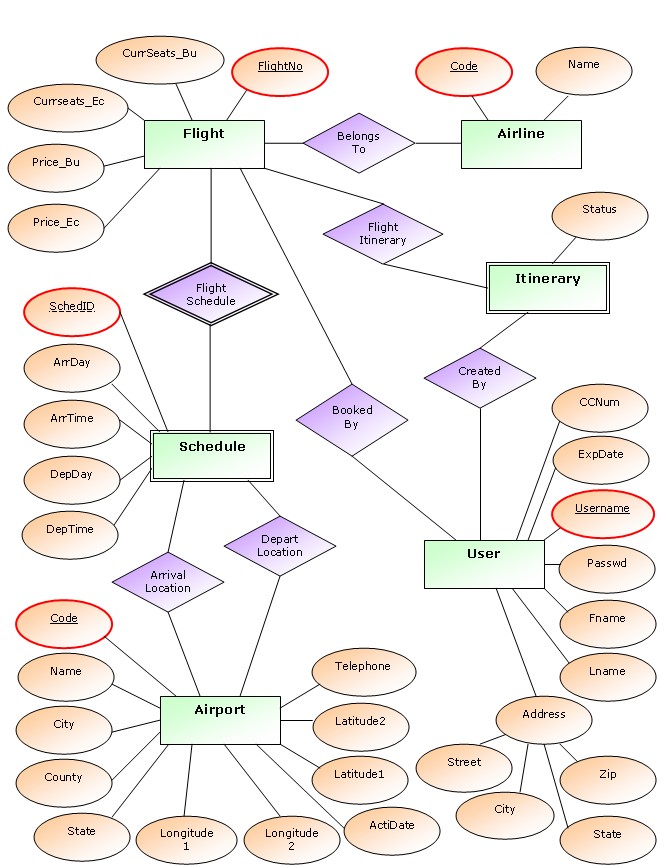 CurrSeats_Bu
FlightNo
Code
Name
Currseats_Ec
Flight
Belongs
To
Airline
Price_Bu
Price_Ec
Flight
Itinerary
Status
Flight
Schedule
Itinerary
SchedID
ArrDay
Created
By
ArrTime
Booked
By
CCNum
Schedule
ExpDate
DepDay
Username
DepTime
Depart
Location
User
Passwd
Arrival
Location
Code
Fname
Name
Telephone
Lname
City
Airport
Latitude2
Address
County
Latitude1
Street
Zip
State
Longitude
1
Longitude
2
ActiDate
City
State